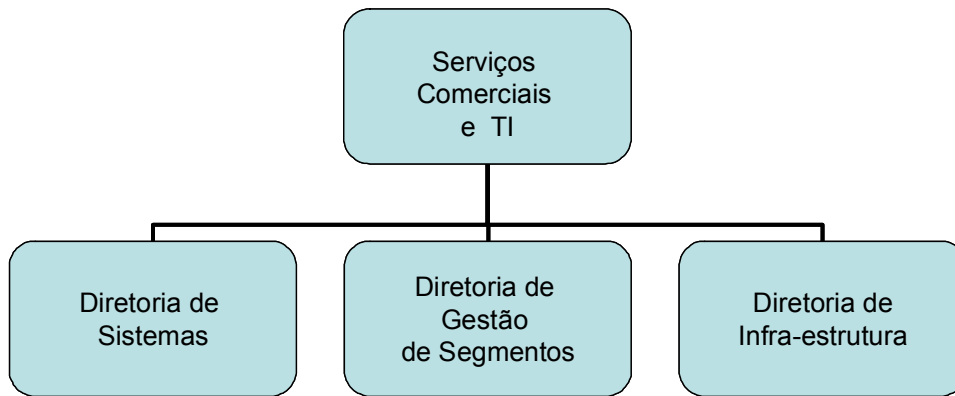 Serviços
Comerciais
e TI
Diretoria de
Sistemas
Diretoria de
Gestão
de Segmentos
Diretoria de
Infra-estrutura